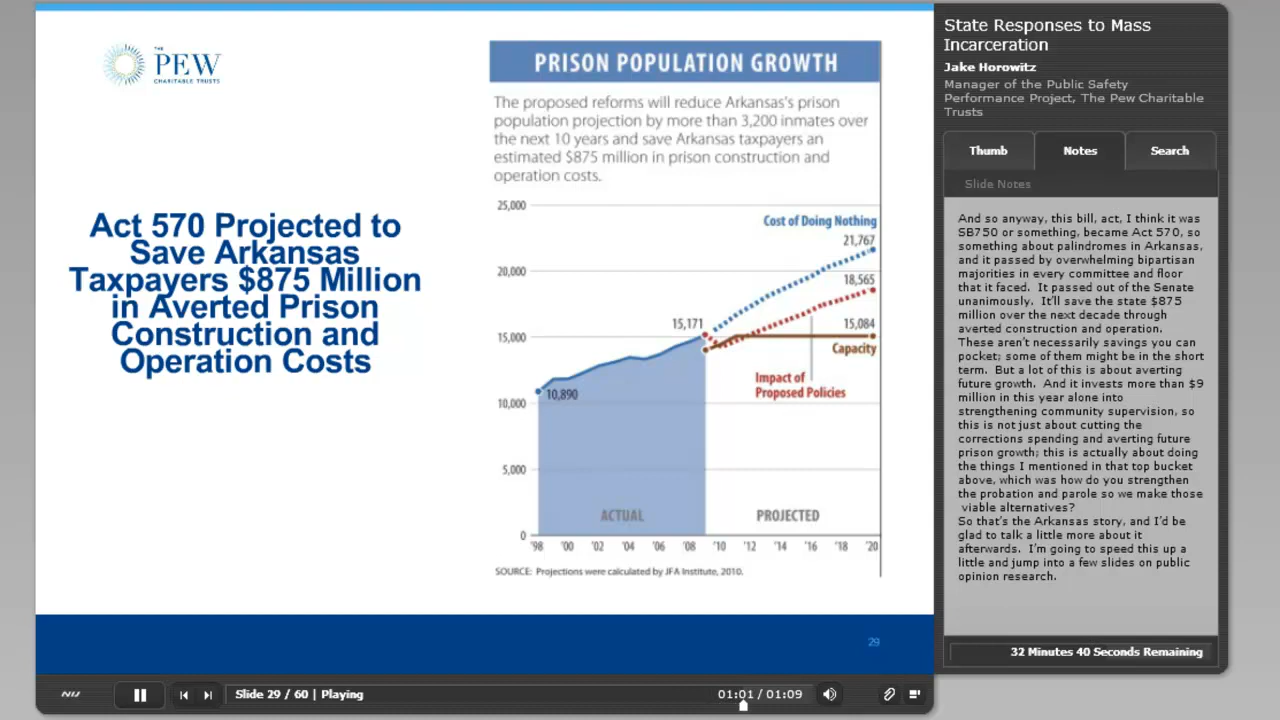 THE
PEW
CHARITABLE TRUSTS
Act 570 Projected to
Save Arkansas
Taxpayers $875 Million
in Averted Prison
Construction and
Operation Costs
PRISON POPULATION GROWTH
The proposed reforms will reduce Arkansas's prison
population projection by more than 3,200 inmates over
the next 10 years and save Arkansas taxpayers an
estimated $875 million in prison construction and
operation costs.
25,000
Cost of Doing Nothing
21,767
20,000
18,565
15,171
15,084
15,000
Capacity
Impact of
Proposed Policies
10,890
10,000
5,000
ACTUAL
PROJECTED
0
'98 '00 '02 '04 '06 '08 '10 '12 '14 '16 '18 '20
SOURCE: Projections were calculated by JFA Institute, 2010.
29
Slide 29 / 60 | Playing
01:01 / 01:09
State Responses to Mass
Incarceration
Jake Horowitz
Manager of the Public Safety
Performance Project, The Pew Charitable
Trusts
Thumb
Notes
Search
Slide Notes
And so anyway, this bill, act, I think it was
SB750 or something, became Act 570, so
something about palindromes in Arkansas,
and it passed by overwhelming bipartisan
majorities in every committee and floor
that it faced. It passed out of the Senate
unanimously. It'll save the state $875
million over the next decade through
averted construction and operation.
These aren't necessarily savings you can
pocket; some of them might be in the short
term. But a lot of this is about averting
future growth. And it invests more than $9
million in this year alone into
strengthening community supervision, so
this is not just about cutting the
corrections spending and averting future
prison growth; this is actually about doing
the things I mentioned in that top bucket
above, which was how do you strengthen
the probation and parole so we make those
viable alternatives?
So that's the Arkansas story, and I'd be
glad to talk a little more about it
afterwards. I'm going to speed this up a
little and jump into a few slides on public
opinion research.
32 Minutes 40 Seconds Remaining